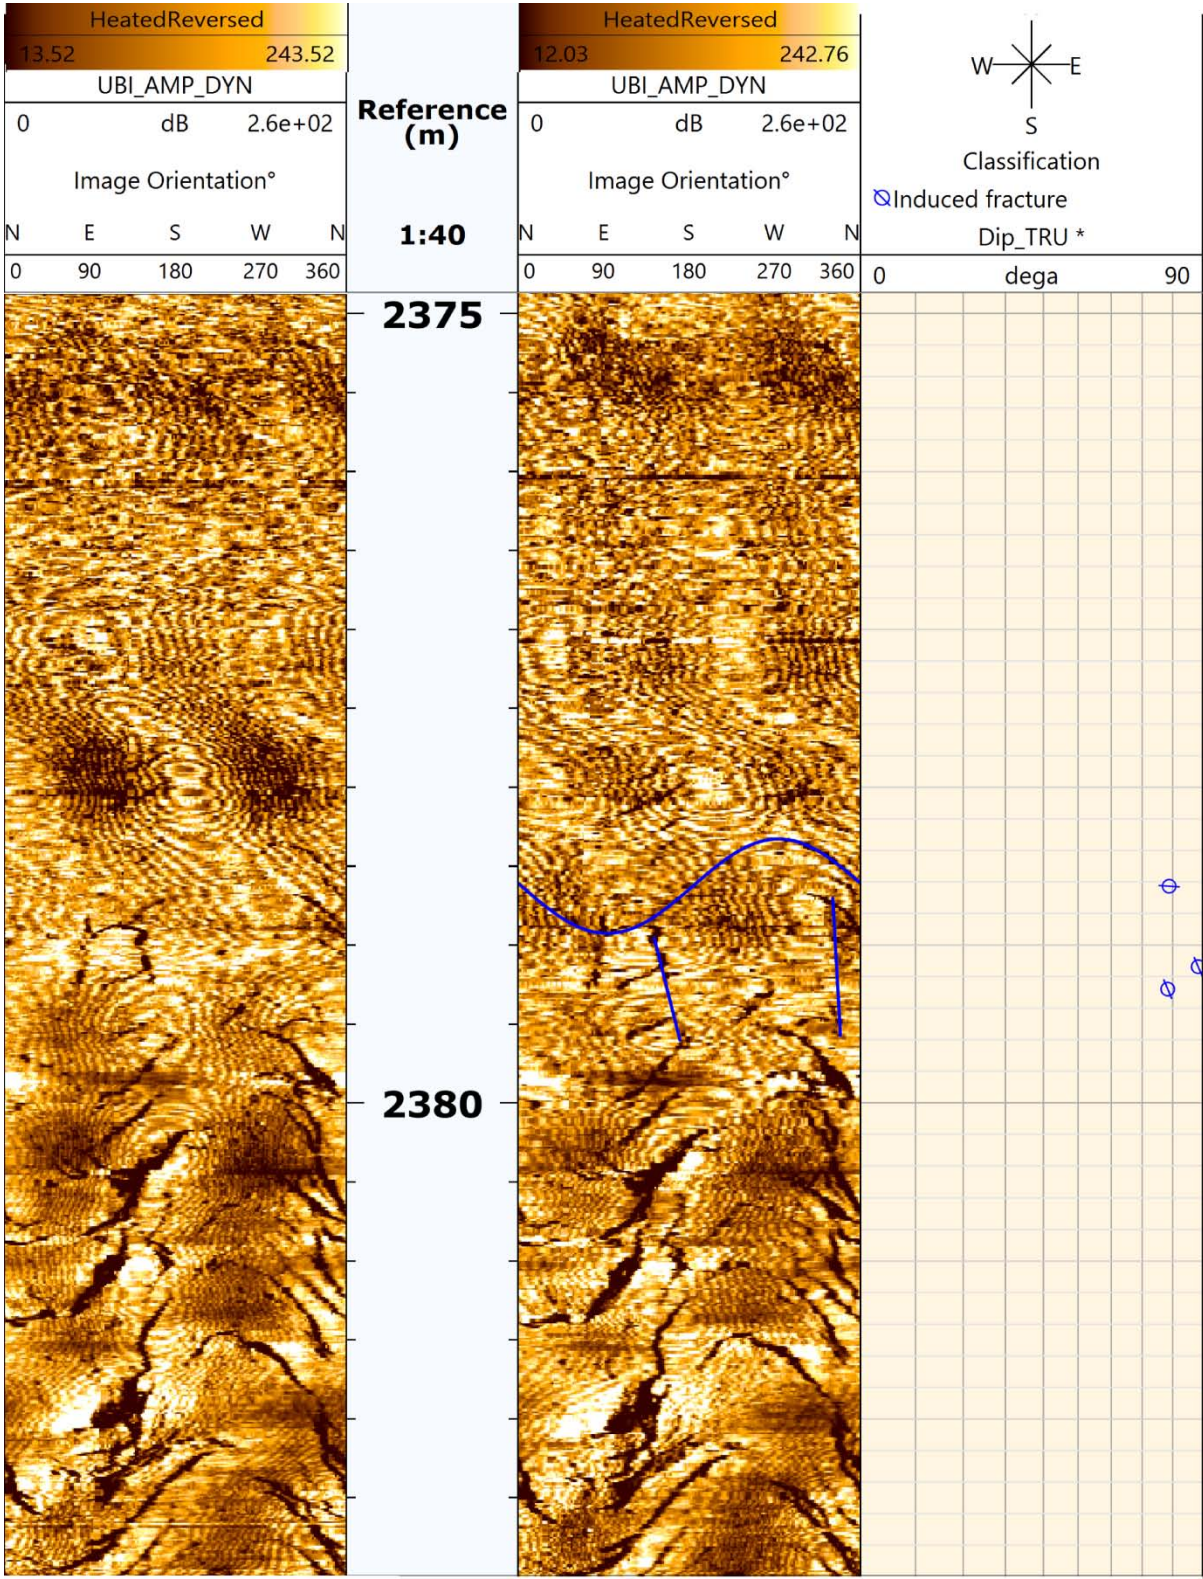 HeatedReversed
13.52 243.52
UBI_AMP_DYN
0 dB 2.6e+02
Image Orientation°
N E S W N
0 90 180 270 360
Reference
(m)
1:40
2375
2380
HeatedReversed
12.03 242.76
UBI_AMP_DYN
0 dB 2.6e+02
Image Orientation°
N E S W N
0 90 180 270 360
W E
S
Classification
Induced fracture
Dip_TRU *
0 dega 90